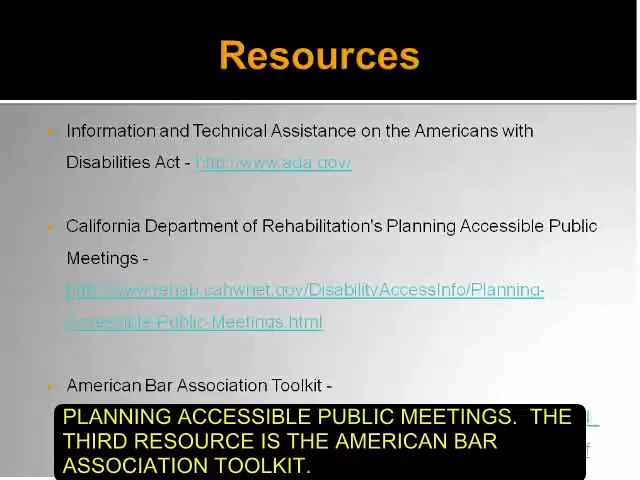 Resources
Information and Technical Assistance on the Americans with
Disabilities Act - http://www.ada.gov/
California Department of Rehabilitation's Planning Accessible Public
Meetings -
http://www.rehab.cahwnet.gov/DisabilityAccessInfo/Planning-
Accessible-Public-Meetings.html
American Bar Association Toolkit -
PLANNING ACCESSIBLE PUBLIC MEETINGS.  THE
THIRD RESOURCE IS THE AMERICAN BAR
ASSOCIATION TOOLKIT.